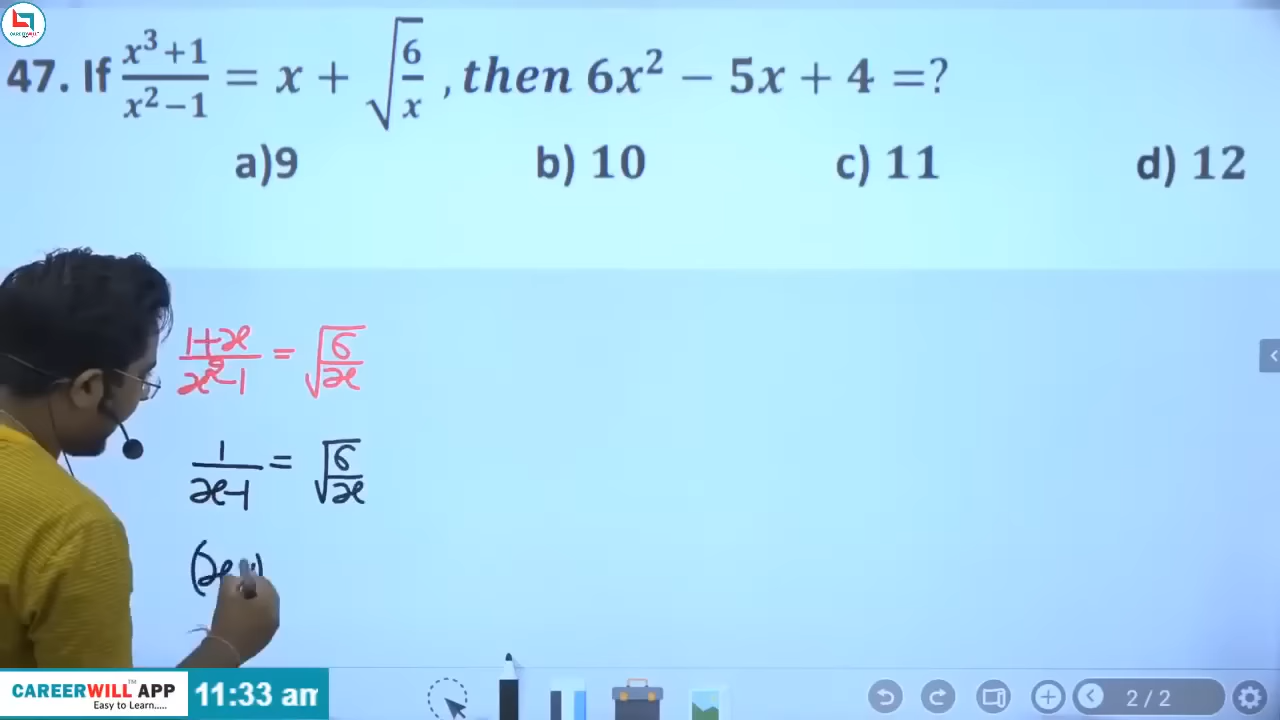 CAREERWILL
47. If (x³+1)/(x²−1) = x + √(6/x) , then 6x² − 5x + 4 =?
a)9 b) 10 c) 11 d) 12
(1+x)/(x²-1) = √(6/x)
1/(x-1) = √(6/x)
(x
CAREERWILL™ APP
Easy to Learn.....
11:33 am
2 / 2